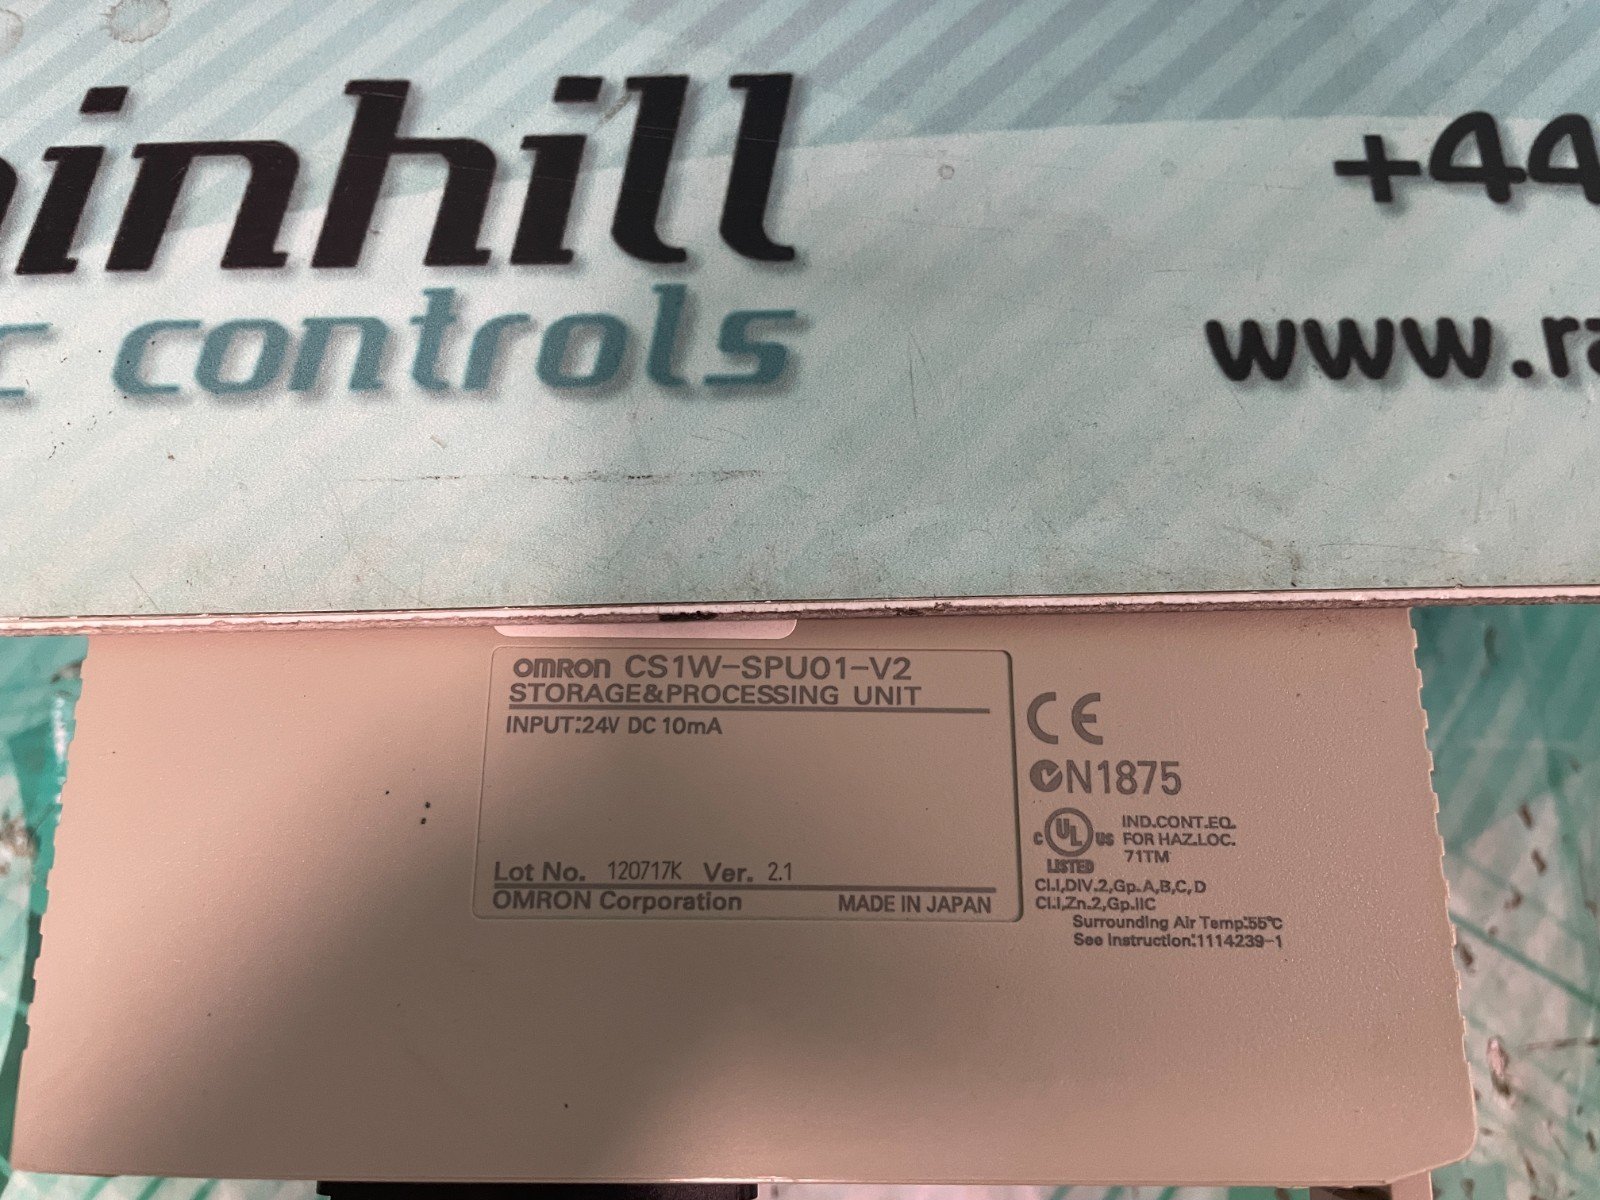 inhill
+44
controls
www.ra
OMRON CS1W-SPU01-V2
STORAGE&PROCESSING UNIT
INPUT:24V DC 10mA
Lot No. 120717K Ver. 2.1
OMRON Corporation MADE IN JAPAN
CE
N1875
C UL US
LISTED
IND.CONT.EQ.
FOR HAZ.LOC.
71TM
Cl.I,DIV.2,Gp.A,B,C,D
Cl.I,Zn.2,Gp.IIC
Surrounding Air Temp:55°C
See Instruction:1114239-1